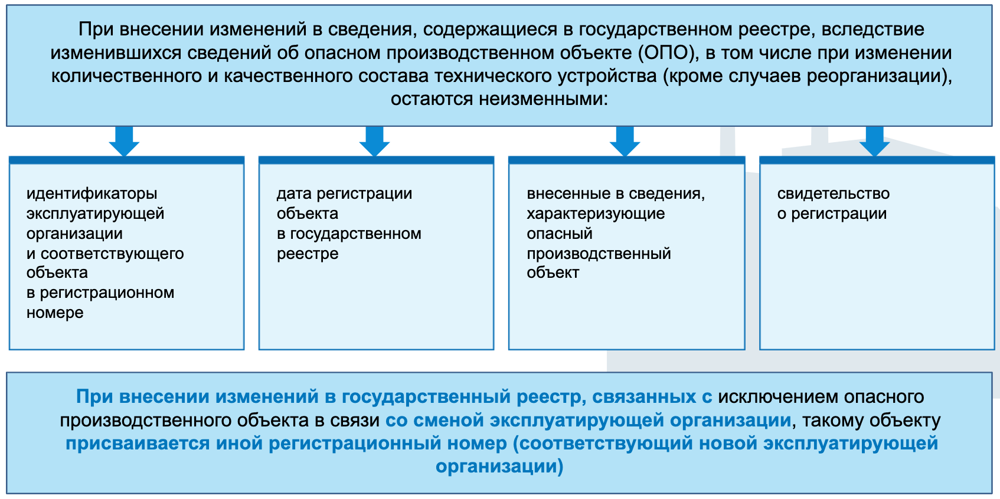 При внесении изменений в сведения, содержащиеся в государственном реестре, вследствие
изменившихся сведений об опасном производственном объекте (ОПО), в том числе при изменении
количественного и качественного состава технического устройства (кроме случаев реорганизации),
остаются неизменными:
идентификаторы
эксплуатирующей
организации
и соответствующего
объекта
в регистрационном
номере
дата регистрации
объекта
в государственном
реестре
внесенные в сведения,
характеризующие
опасный
производственный
объект
свидетельство
о регистрации
При внесении изменений в государственный реестр, связанных с исключением опасного
производственного объекта в связи со сменой эксплуатирующей организации, такому объекту
присваивается иной регистрационный номер (соответствующий новой эксплуатирующей
организации)